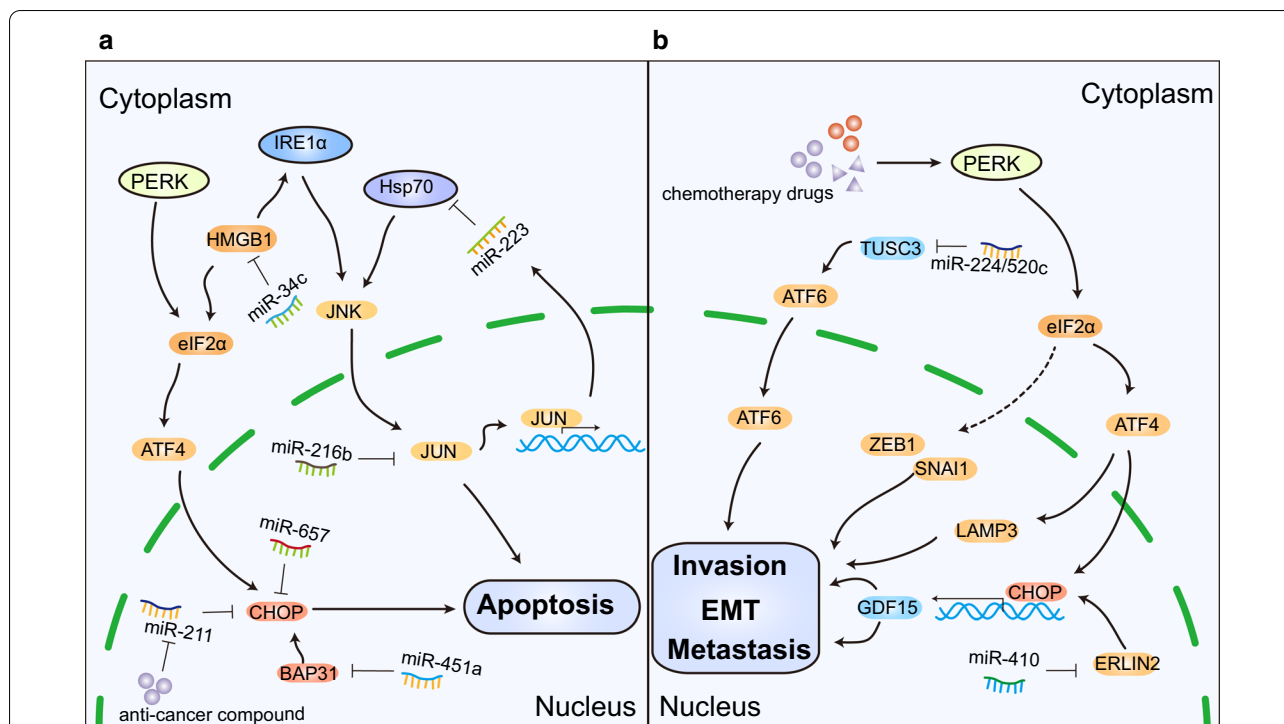 a
Cytoplasm
IRE1α
PERK
Hsp70
HMGB1
miR-223
miR-34c
JNK
eIF2α
ATF4
JUN
miR-216b
JUN
miR-657
CHOP
Apoptosis
miR-211
BAP31
miR-451a
anti-cancer compound
Nucleus
b
Cytoplasm
PERK
chemotherapy drugs
TUSC3
miR-224/520c
ATF6
eIF2α
ATF6
ATF4
ZEB1
SNAI1
LAMP3
Invasion
EMT
Metastasis
CHOP
GDF15
miR-410
ERLIN2
Nucleus